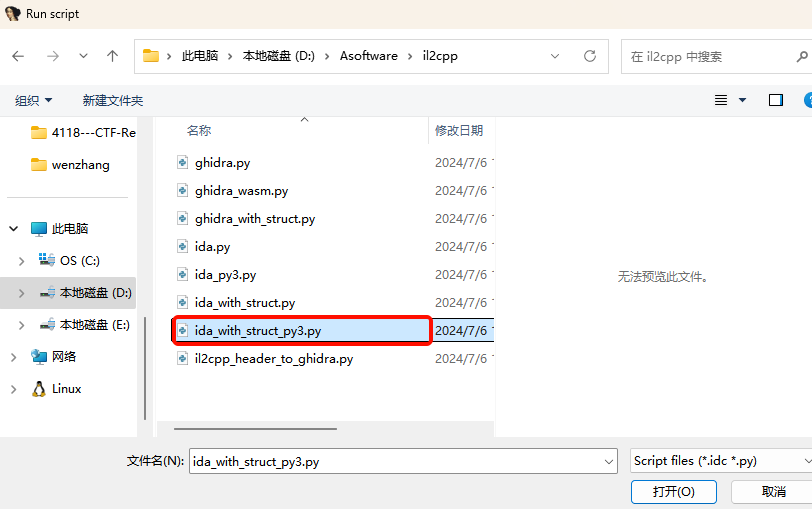 Run script
此电脑 › 本地磁盘 (D:) › Asoftware › il2cpp
在 il2cpp 中搜索
组织 新建文件夹
4118---CTF-Re
wenzhang
此电脑
OS (C:)
本地磁盘 (D:)
本地磁盘 (E:)
网络
Linux
名称 修改日期
ghidra.py 2024/7/6
ghidra_wasm.py 2024/7/6
ghidra_with_struct.py 2024/7/6
ida.py 2024/7/6
ida_py3.py 2024/7/6
ida_with_struct.py 2024/7/6
ida_with_struct_py3.py 2024/7/6
il2cpp_header_to_ghidra.py 2024/7/6
无法预览此文件。
文件名(N): ida_with_struct_py3.py Script files (*.idc *.py)
打开(O) 取消